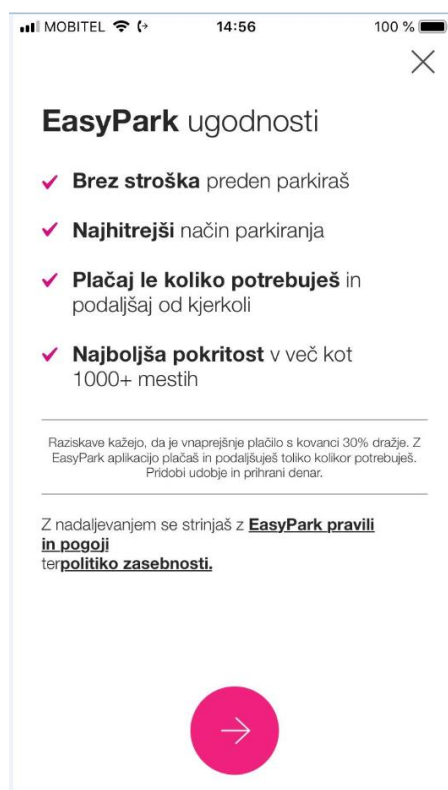 MOBITEL 14:56 100 %
EasyPark ugodnosti
Brez stroška preden parkiraš
Najhitrejši način parkiranja
Plačaj le koliko potrebuješ in
podaljšaj od kjerkoli
Najboljša pokritost v več kot
1000+ mestih
Raziskave kažejo, da je vnaprejšnje plačilo s kovanci 30% dražje. Z
EasyPark aplikacijo plačaš in podaljšuješ toliko kolikor potrebuješ.
Pridobi udobje in prihrani denar.
Z nadaljevanjem se strinjaš z EasyPark pravili
in pogoji
terpolitiko zasebnosti.